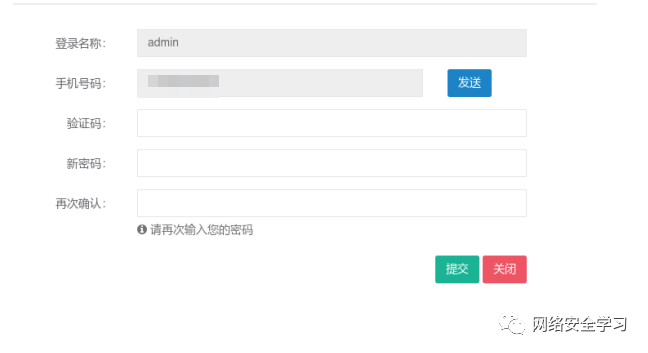 登录名称: admin
手机号码: 发送
验证码:
新密码:
再次确认:
请再次输入您的密码
提交 关闭
网络安全学习